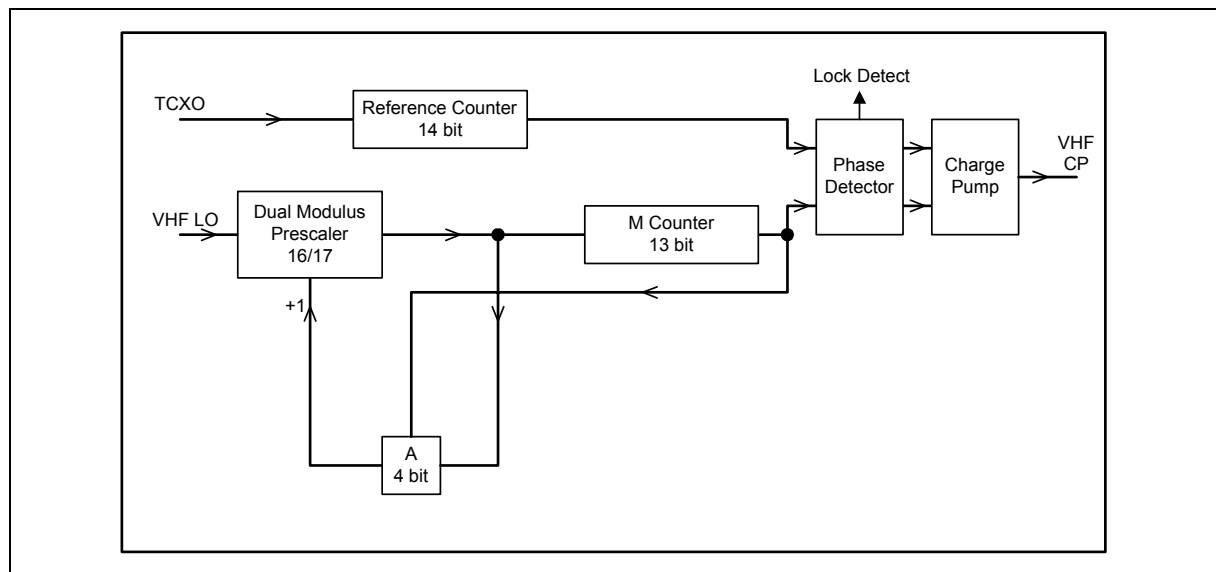 Lock Detect
TCXO
Reference Counter
14 bit
Phase
Detector
Charge
Pump
VHF
CP
VHF LO
Dual Modulus
Prescaler
16/17
M Counter
13 bit
+1
A
4 bit